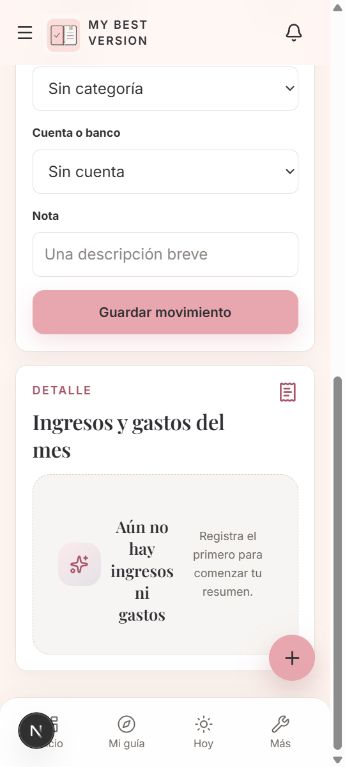 MY BEST
VERSION
Sin categoría
Cuenta o banco
Sin cuenta
Nota
Una descripción breve
Guardar movimiento
DETALLE
Ingresos y gastos del
mes
Aún no
hay
ingresos
ni
gastos
Registra el
primero para
comenzar tu
resumen.
N
cio
Mi guía
Hoy
Más